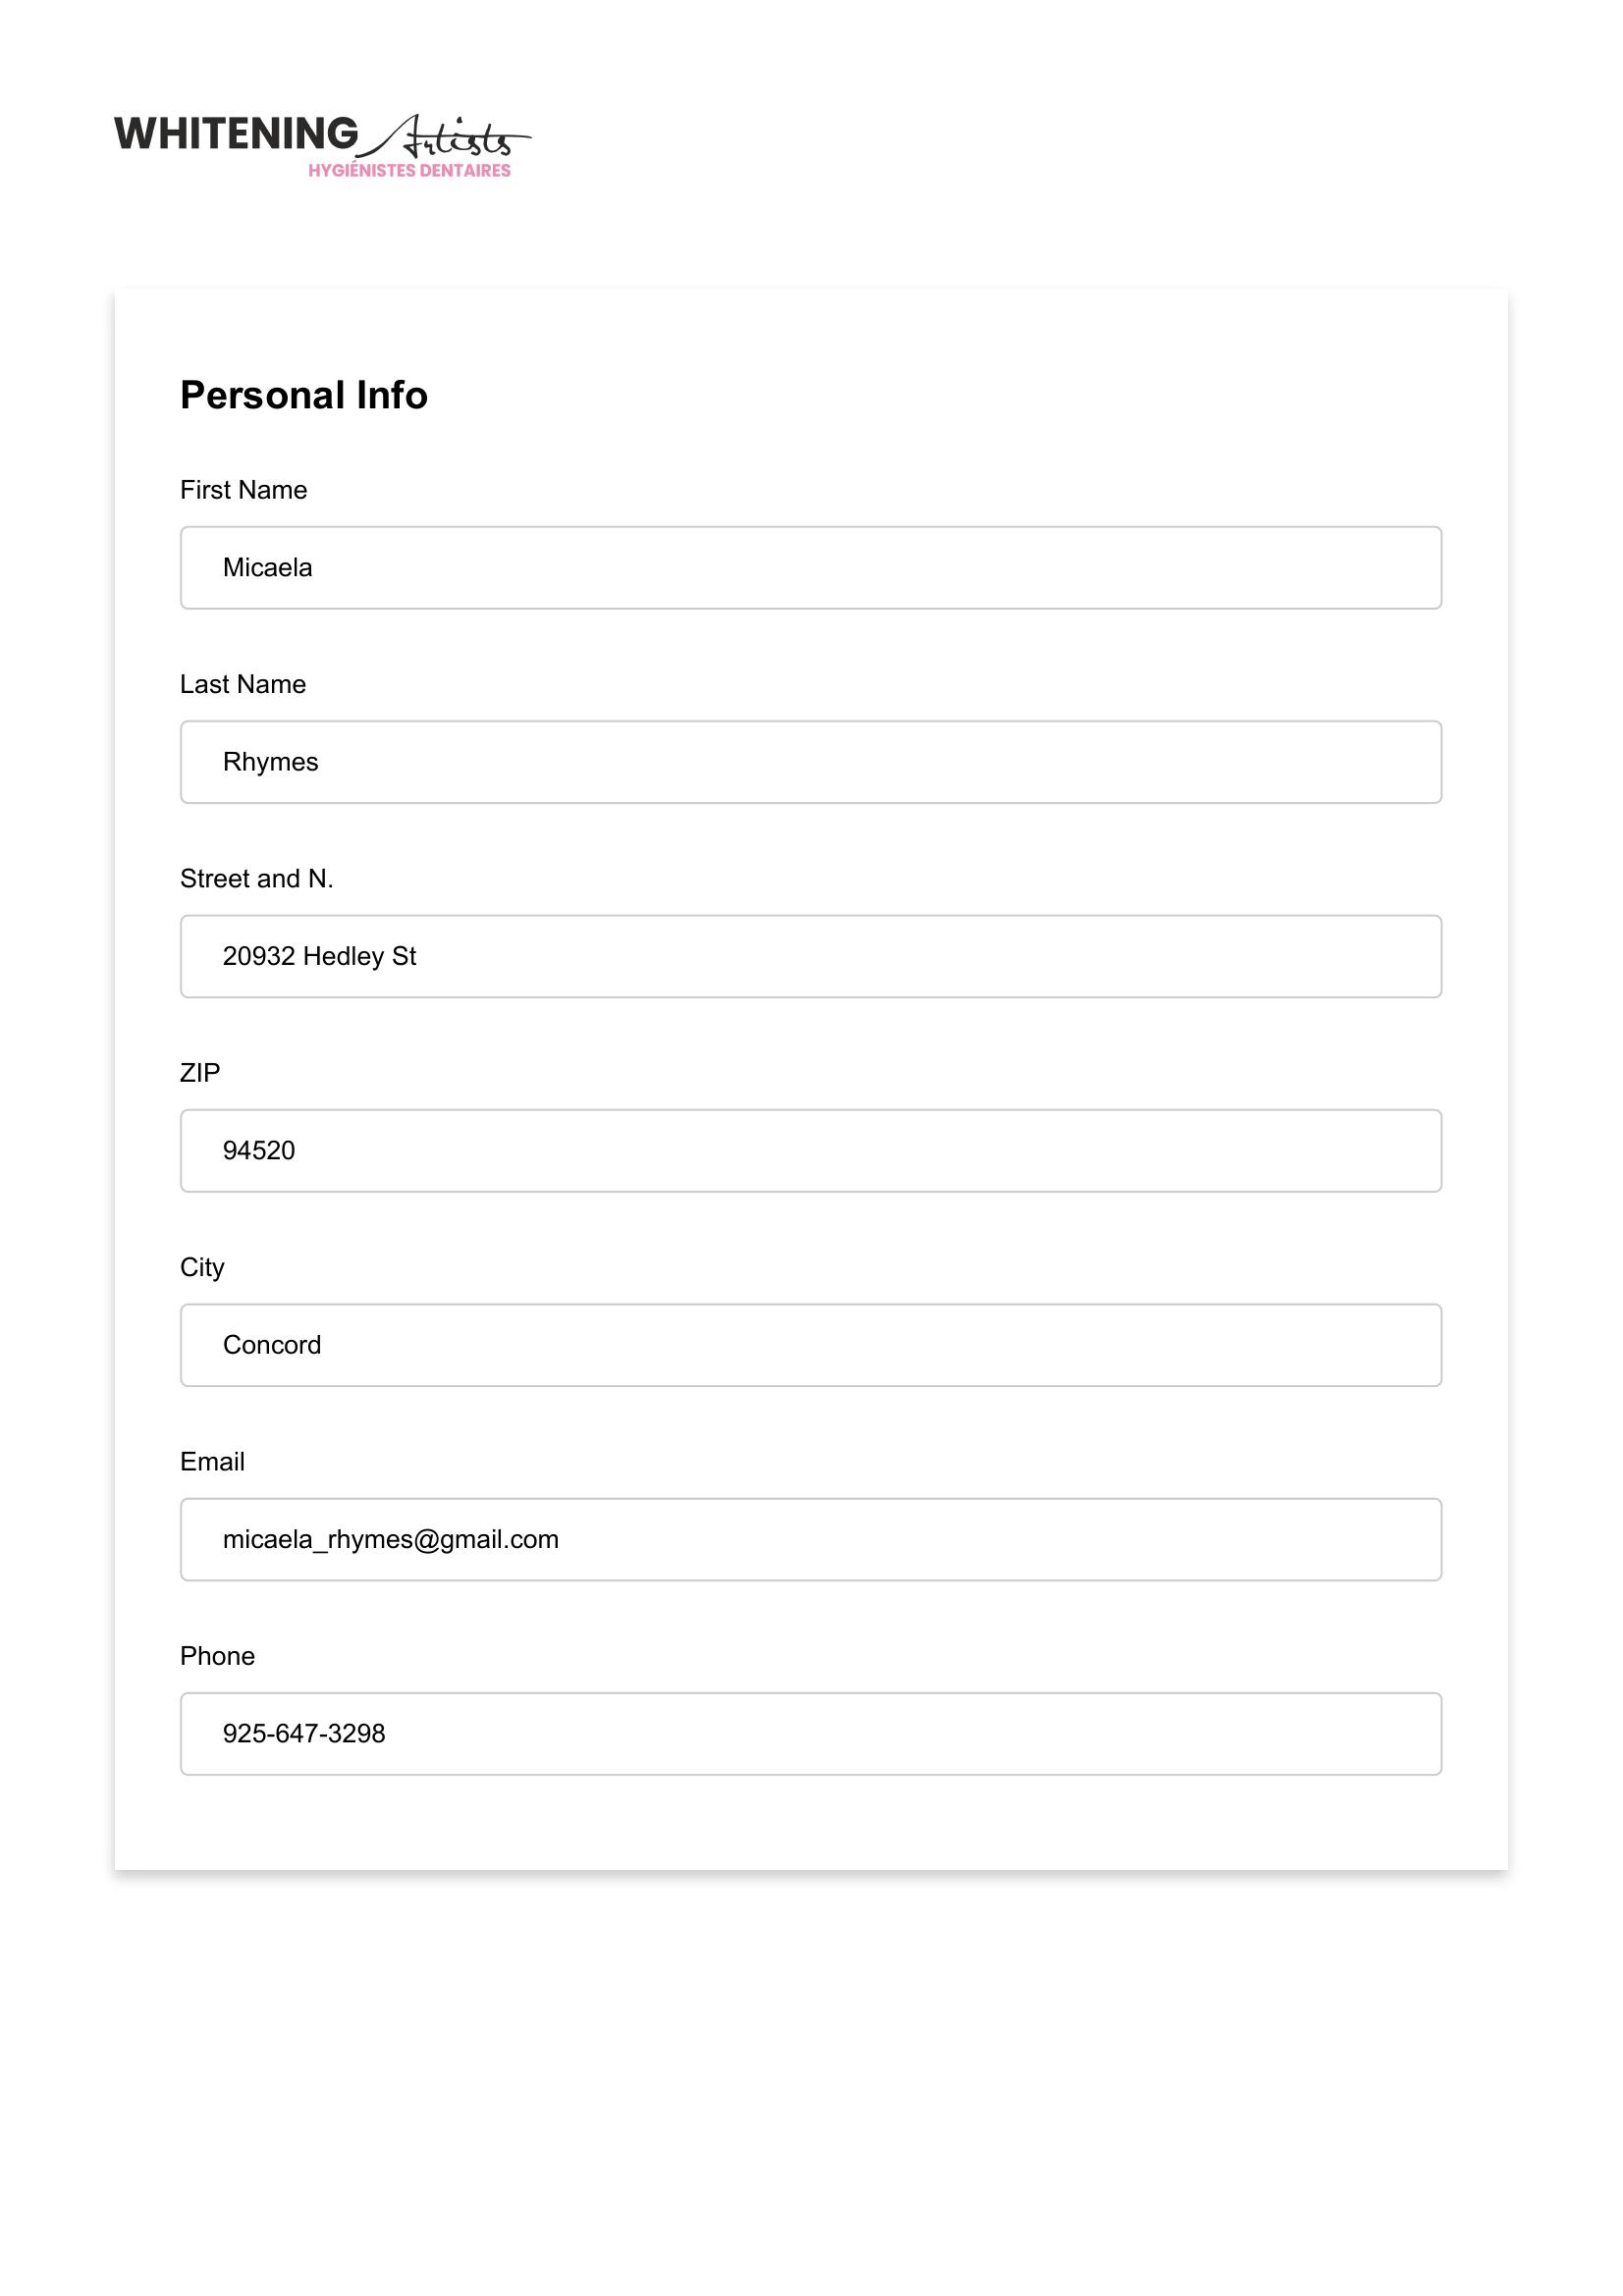 WHITENING Artists
HYGIÉNISTES DENTAIRES
Personal Info
First Name
Micaela
Last Name
Rhymes
Street and N.
20932 Hedley St
ZIP
94520
City
Concord
Email
micaela_rhymes@gmail.com
Phone
925-647-3298